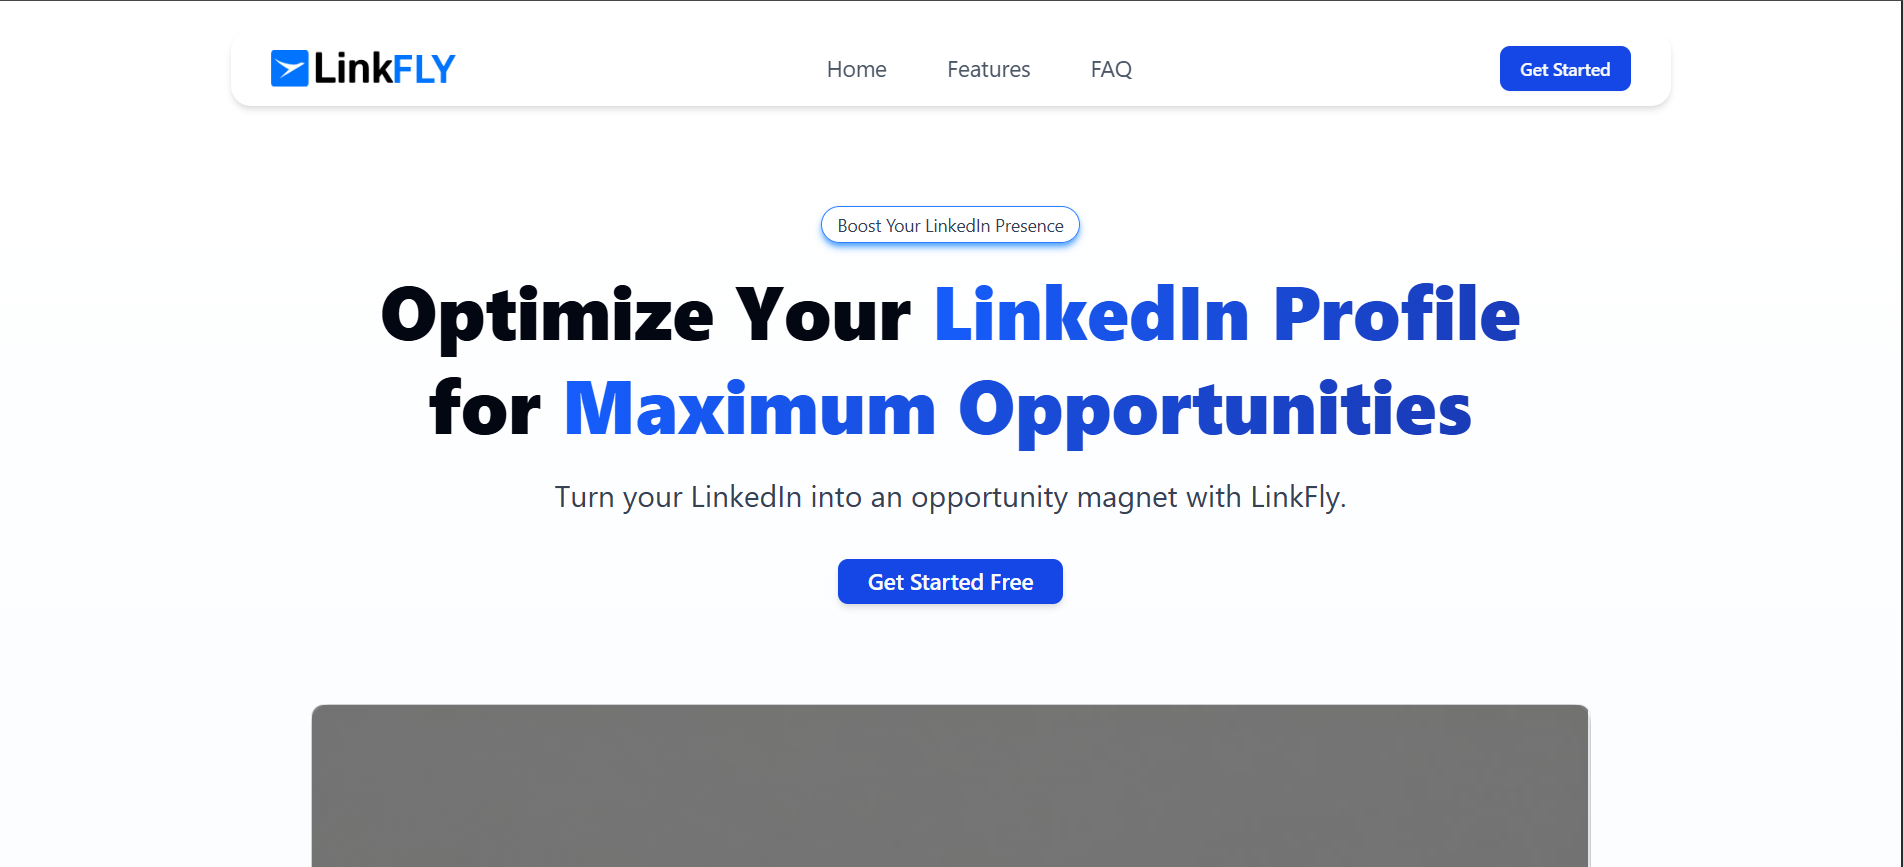 LinkFLY
Home
Features
FAQ
Get Started
Boost Your LinkedIn Presence
Optimize Your LinkedIn Profile
for Maximum Opportunities
Turn your LinkedIn into an opportunity magnet with LinkFly.
Get Started Free